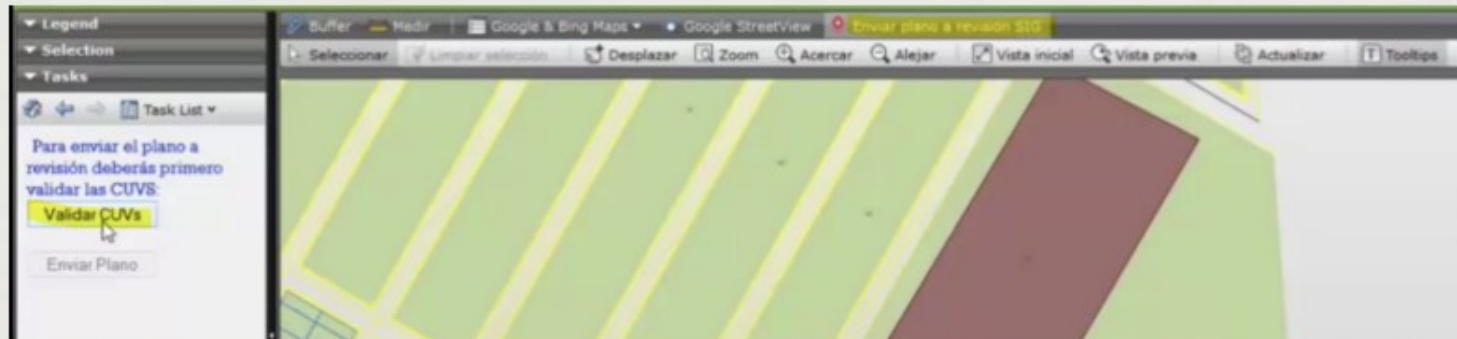 Legend
Selection
Tasks
Task List
Para enviar el plano a
revisión deberás primero
validar las CUVS:
Validar CUVs
Enviar Plano
Buffer Medir Google & Bing Maps Google StreetView Enviar plano a revisión SIG
Seleccionar Limpiar selección Desplazar Zoom Acercar Alejar Vista inicial Vista previa Actualizar Tooltips